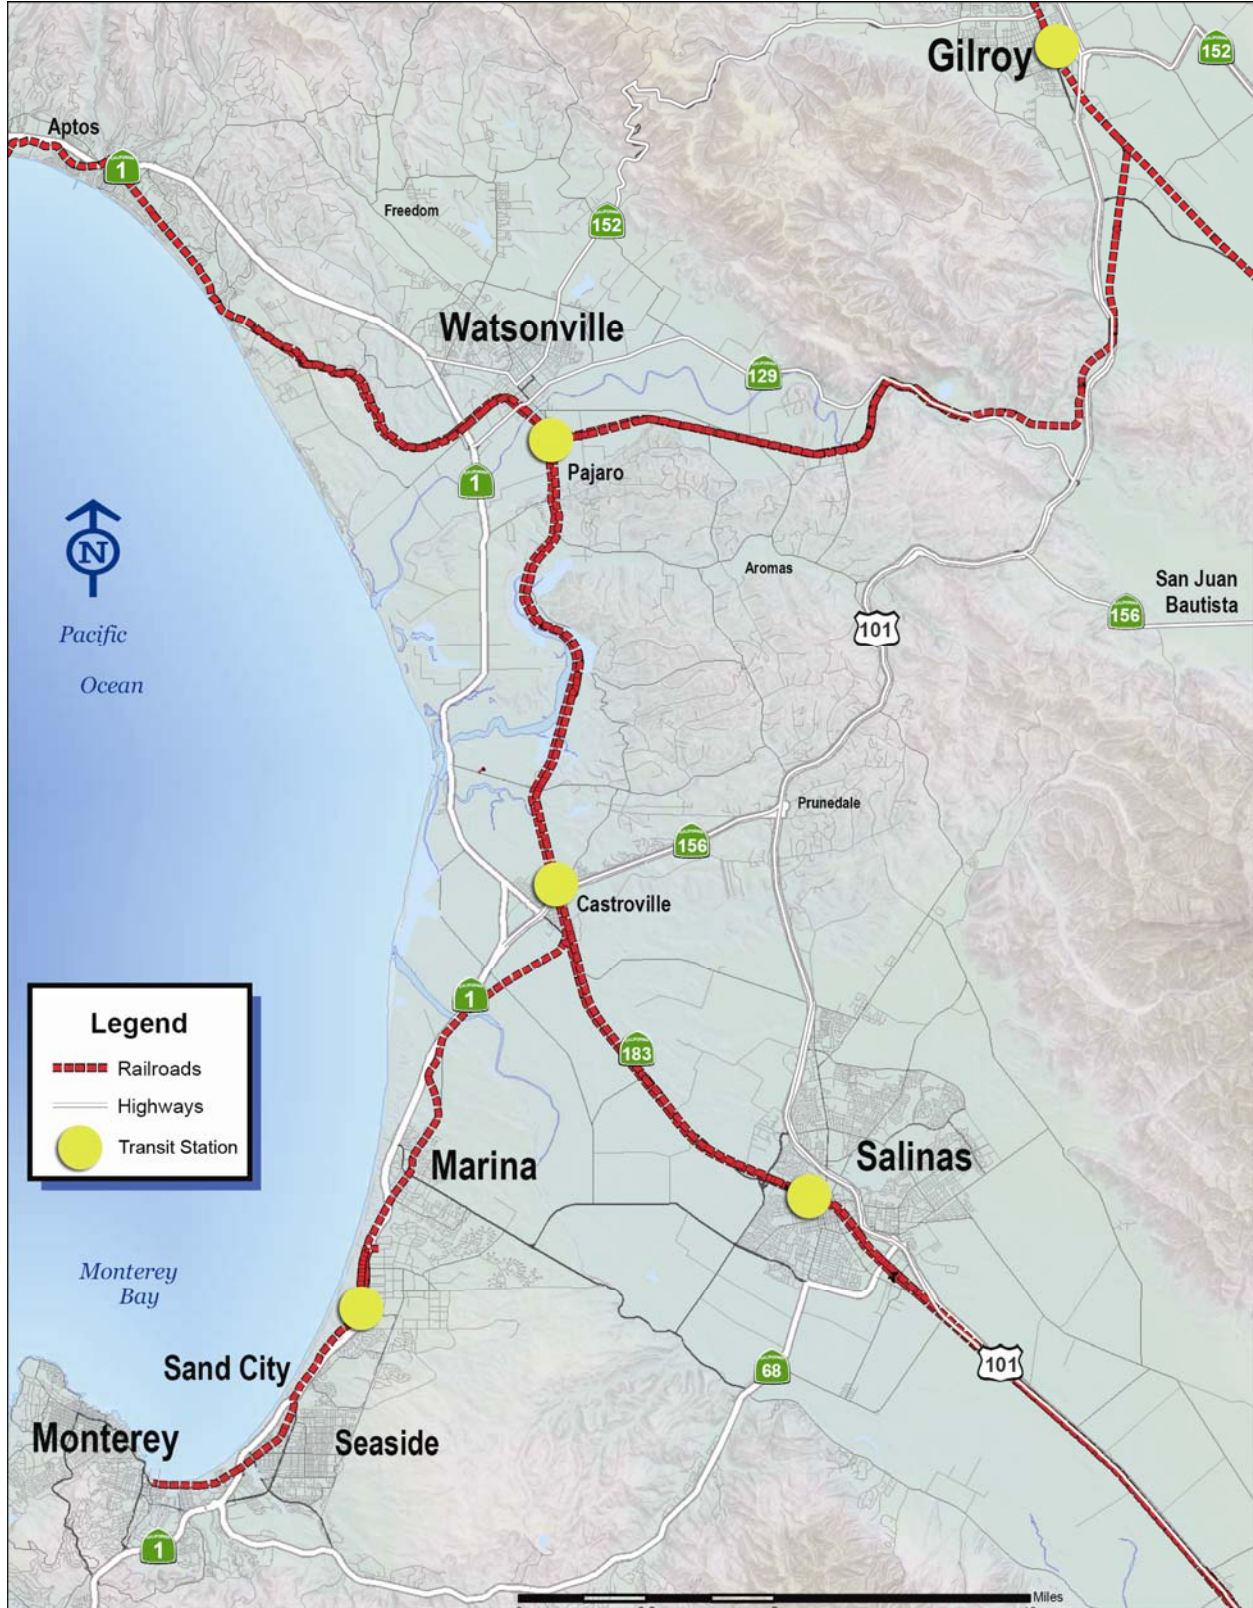 Gilroy
152
Aptos
1
Freedom
152
Watsonville
129
1
Pajaro
N
Aromas
San Juan
Bautista
156
101
Pacific
Ocean
Prunedale
156
Castroville
1
Legend
Railroads
Highways
Transit Station
183
Marina
Salinas
Monterey
Bay
Sand City
101
68
Monterey
Seaside
1
Miles